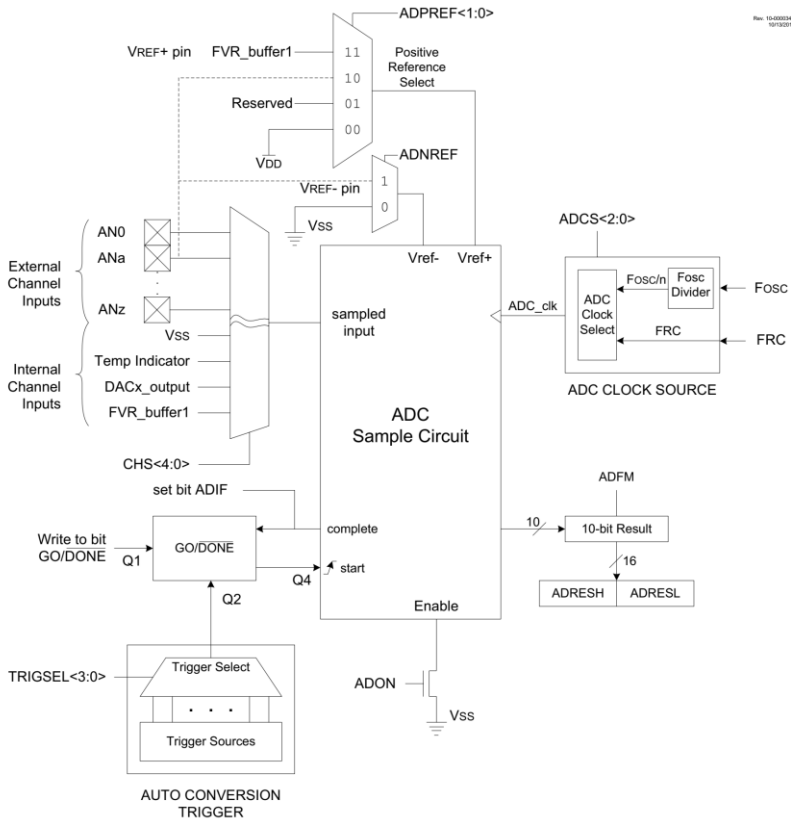 ADPREF<1:0>
Rev. 10-000034
10/13/201
VREF+ pin
FVR_buffer1
11
Positive
Reference
Select
10
Reserved
01
00
VDD
ADNREF
VREF- pin
1
0
Vss
AN0
ANa
ANz
External
Channel
Inputs
Vss
Internal
Channel
Inputs
Temp Indicator
DACx_output
FVR_buffer1
CHS<4:0>
Vref-
Vref+
sampled
input
ADC_clk
ADC
Sample Circuit
ADCS<2:0>
Fosc/n
Fosc
Divider
Fosc
ADC
Clock
Select
FRC
FRC
ADC CLOCK SOURCE
set bit ADIF
complete
Write to bit
GO/DONE
Q1
GO/DONE
Q4
start
Q2
Enable
ADFM
10
10-bit Result
16
ADRESH
ADRESL
ADON
Vss
TRIGSEL<3:0>
Trigger Select
. . .
Trigger Sources
AUTO CONVERSION
TRIGGER